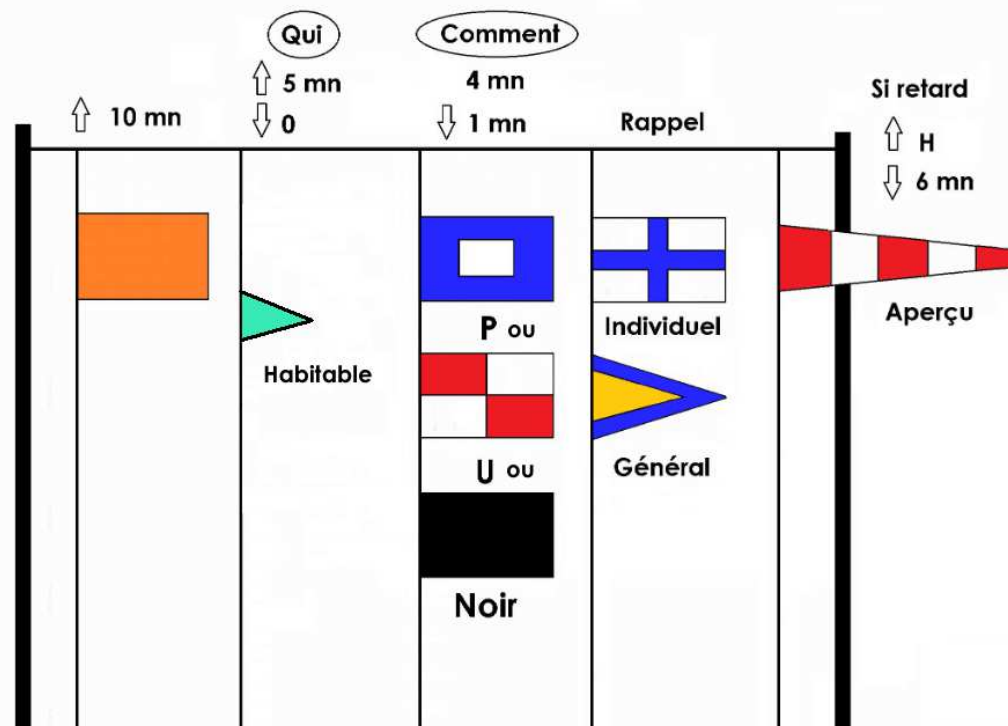 Qui
5 mn
0
10 mn
Comment
4 mn
1 mn
Rappel
Si retard
H
6 mn
Habitable
P ou
U ou
Noir
Individuel
Général
Aperçu